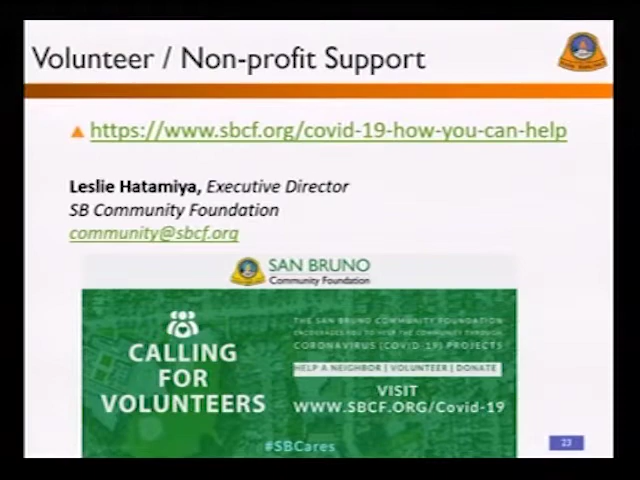 Volunteer / Non-profit Support
https://www.sbcf.org/covid-19-how-you-can-help
Leslie Hatamiya, Executive Director
SB Community Foundation
community@sbcf.org
SAN BRUNO
Community Foundation
CALLING
FOR
VOLUNTEERS
THE SAN BRUNO COMMUNITY FOUNDATION
ENCOURAGES YOU TO HELP THE COMMUNITY THROUGH
CORONAVIRUS (COVID-19) PROJECTS
HELP A NEIGHBOR | VOLUNTEER | DONATE
VISIT
WWW.SBCF.ORG/Covid-19
#SBCares
23